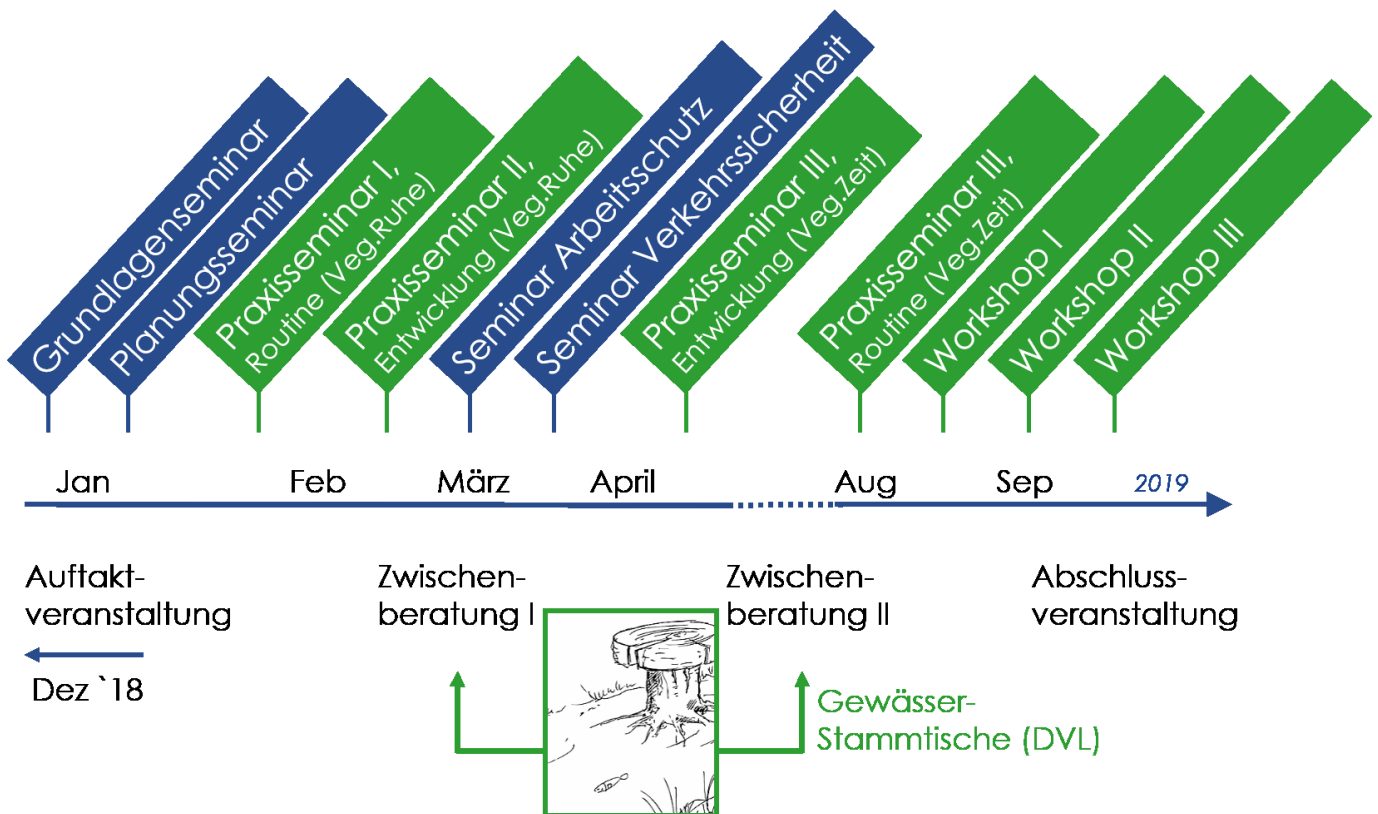 Grundlagenseminar
Planungsseminar
Praxisseminar I,
Routine (Veg.Ruhe)
Praxisseminar II,
Entwicklung (Veg.Ruhe)
Seminar Arbeitsschutz
Seminar Verkehrssicherheit
Praxisseminar III,
Entwicklung (Veg.Zeit)
Praxisseminar III,
Routine (Veg.Zeit)
Workshop I
Workshop II
Workshop III
Jan Feb März April Aug Sep 2019
Auftakt-
veranstaltung
Dez `18
Zwischen-
beratung I
Zwischen-
beratung II
Abschluss-
veranstaltung
Gewässer-
Stammtische (DVL)